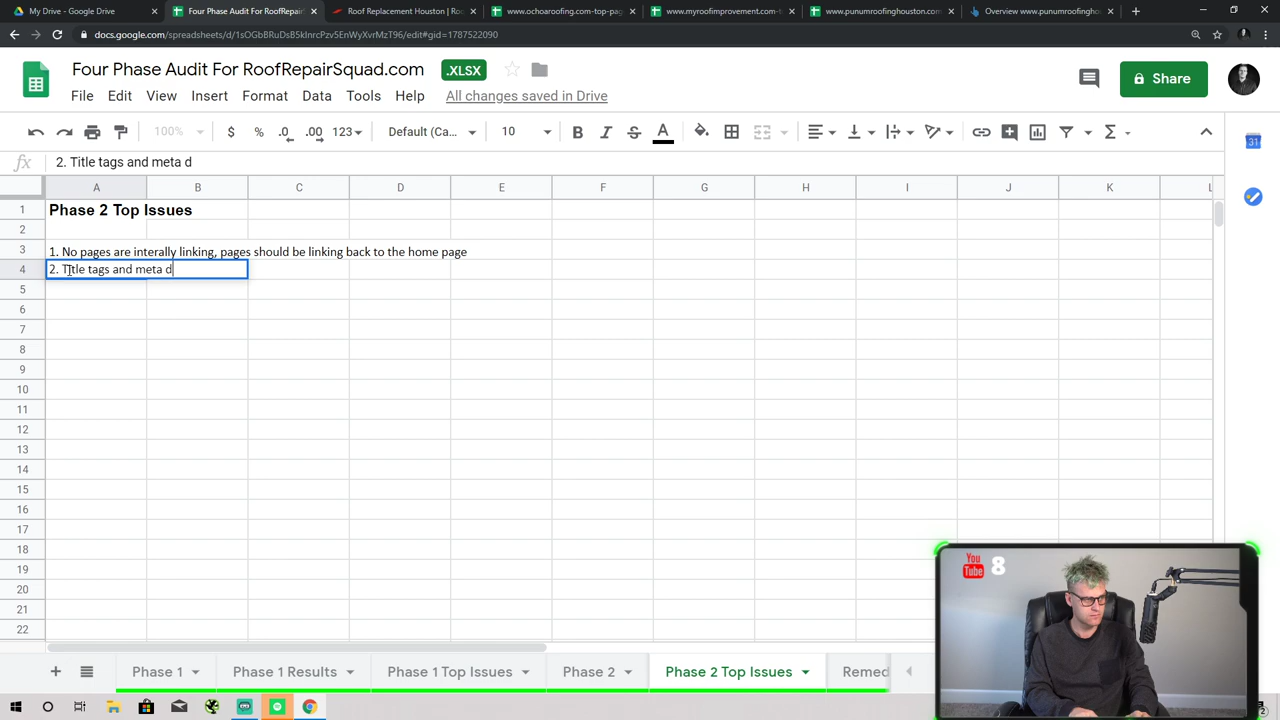 My Drive - Google Drive
Four Phase Audit For RoofRepair
Roof Replacement Houston | Roo
www.ochoaroofing.com-top-pag
www.myroofimprovement.com-
www.punumroofinghouston.com
Overview www.punumroofingho
docs.google.com/spreadsheets/d/1sOGbBRuDsB5kInrcPzv5EnWyXvrMzT96/edit#gid=1787522090
Four Phase Audit For RoofRepairSquad.com
.XLSX
Share
File Edit View Insert Format Data Tools Help All changes saved in Drive
100% $ % .0 .00 123 Default (Ca... 10 B I S A Σ
fx 2. Title tags and meta d
31
A B C D E F G H I J K L
1 Phase 2 Top Issues
2
3 1. No pages are interally linking, pages should be linking back to the home page
4 2. Title tags and meta d
5
6
7
8
9
10
11
12
13
14
15
16
17
18
19
20
21
22
You Tube 8
Phase 1 Phase 1 Results Phase 1 Top Issues Phase 2 Phase 2 Top Issues Remed
2